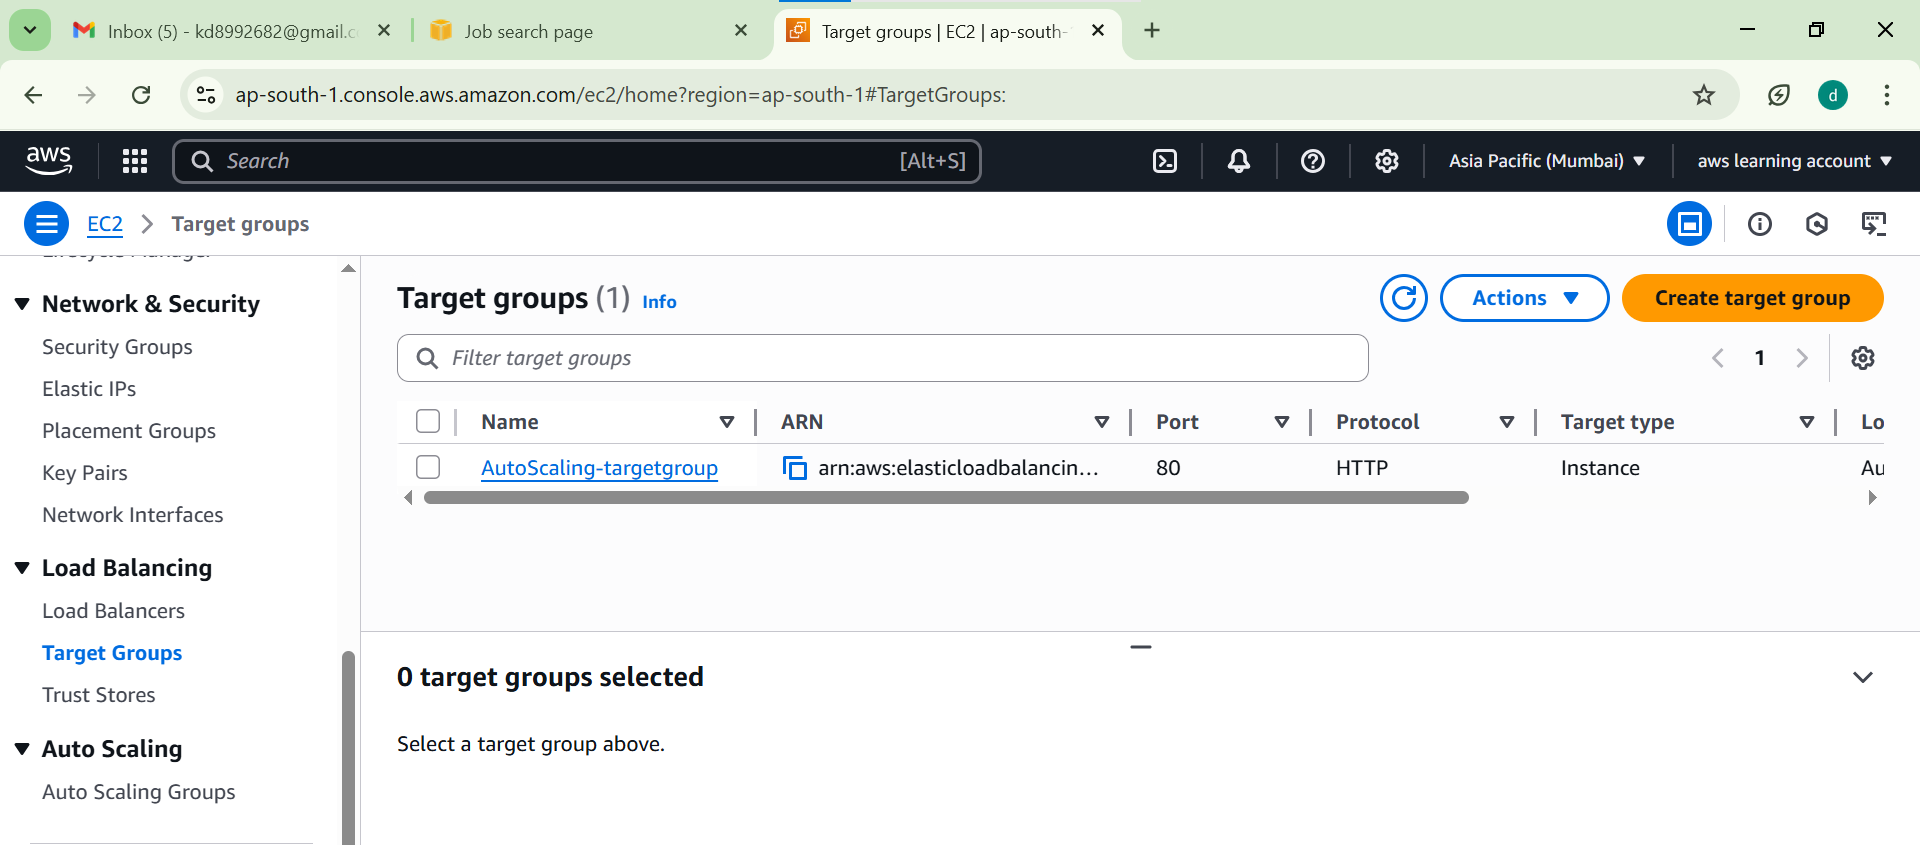 Inbox (5) - kd8992682@gmail.c
Job search page
Target groups | EC2 | ap-south-
ap-south-1.console.aws.amazon.com/ec2/home?region=ap-south-1#TargetGroups:
d
aws
Search
[Alt+S]
Asia Pacific (Mumbai)
aws learning account
EC2
Target groups
Network & Security
Security Groups
Elastic IPs
Placement Groups
Key Pairs
Network Interfaces
Load Balancing
Load Balancers
Target Groups
Trust Stores
Auto Scaling
Auto Scaling Groups
Target groups (1) Info
Actions
Create target group
Filter target groups
1
Name ARN Port Protocol Target type Lo
AutoScaling-targetgroup arn:aws:elasticloadbalancin... 80 HTTP Instance Au
0 target groups selected
Select a target group above.